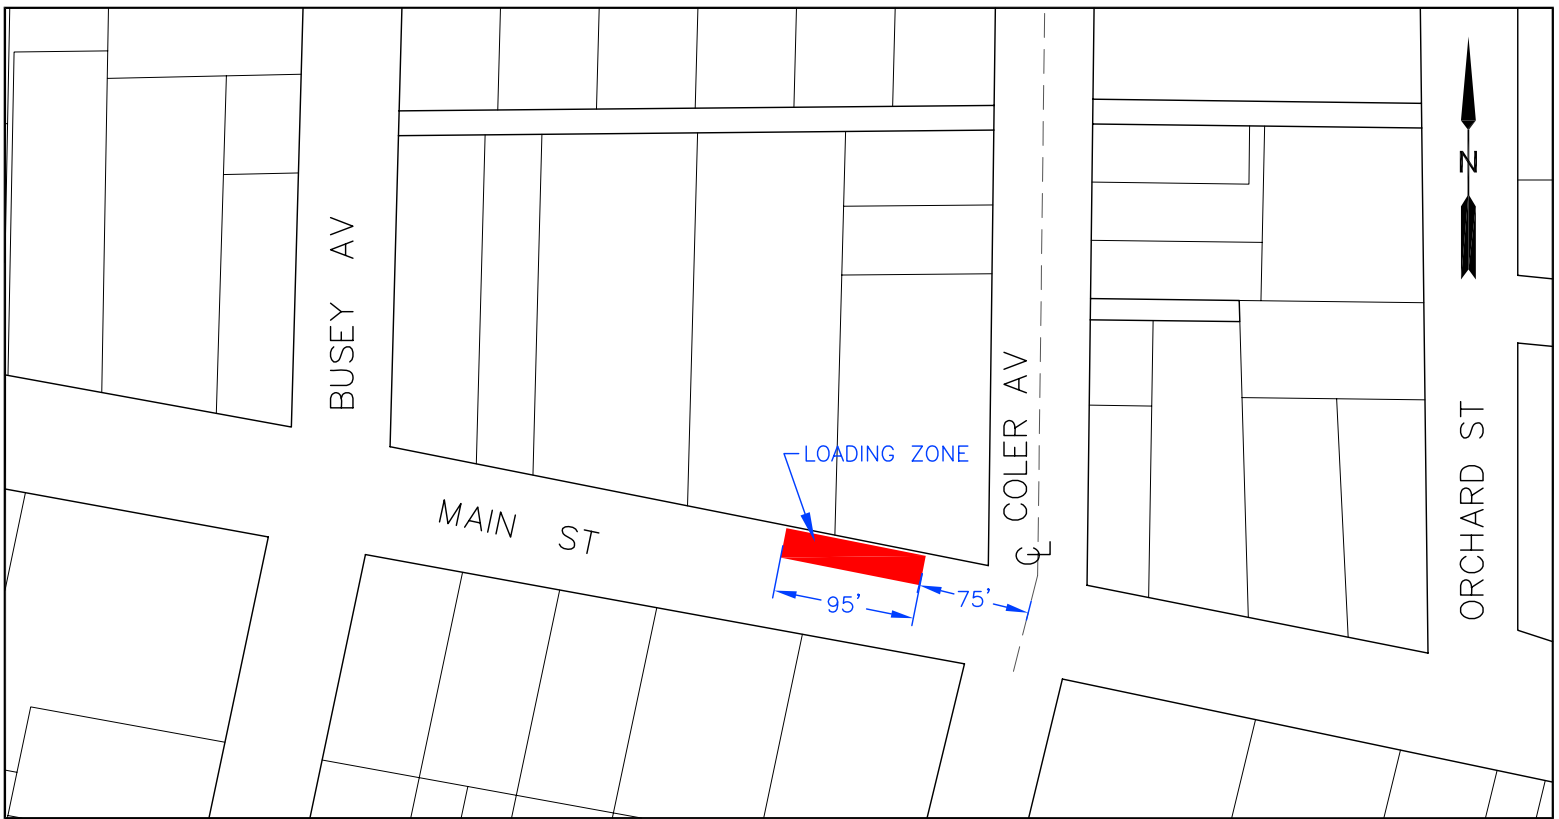 N
BUSEY AV
COLER AV
ORCHARD ST
LOADING ZONE
MAIN ST
℄
95’
75’